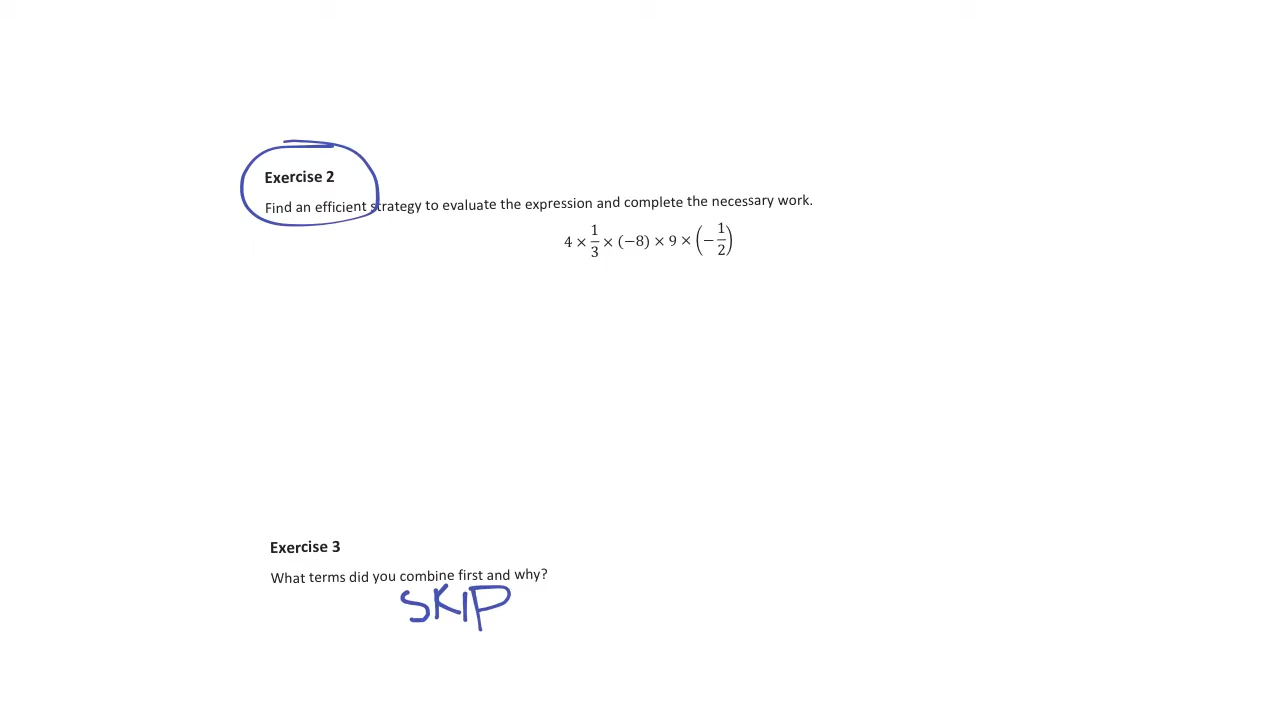 Exercise 2
Find an efficient strategy to evaluate the expression and complete the necessary work.
4 × 1/3 × (−8) × 9 × (−1/2)
Exercise 3
What terms did you combine first and why?
SKIP